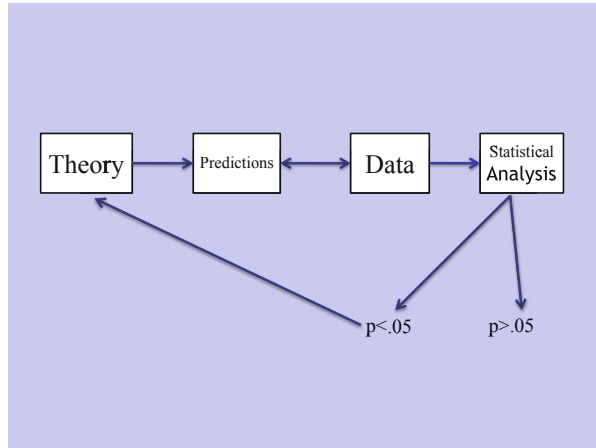 Theory
Predictions
Data
Statistical
Analysis
p<.05
p>.05